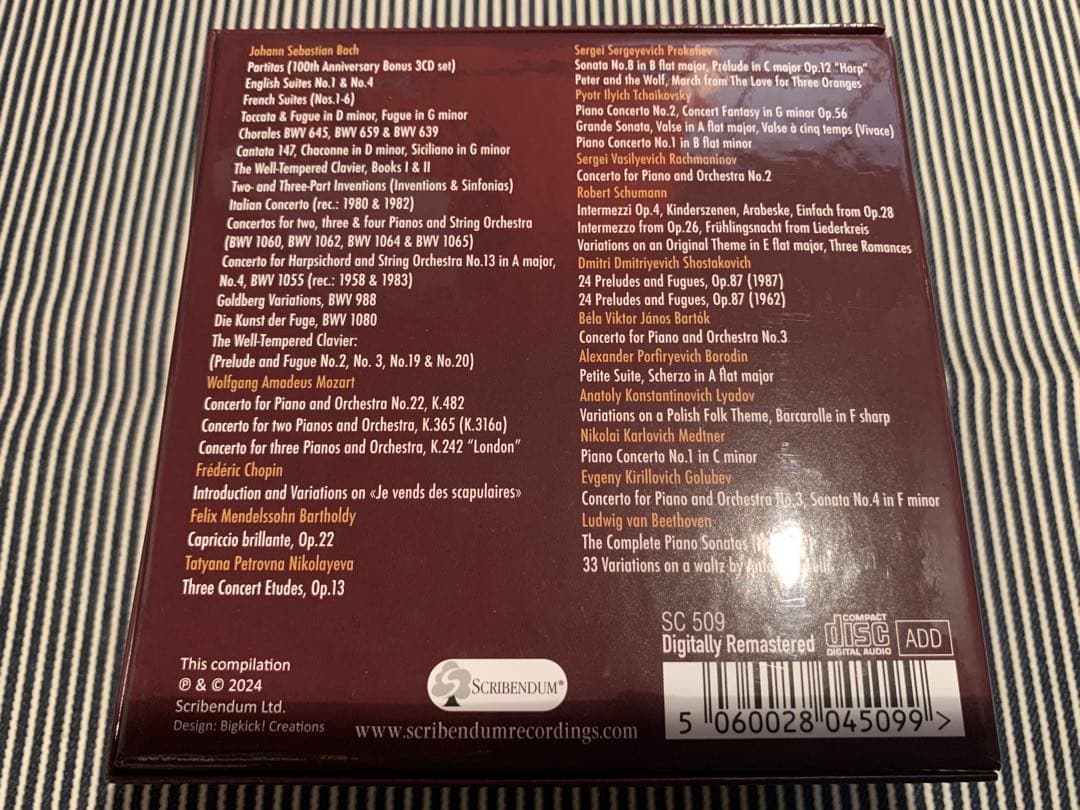 Johann Sebastian Bach
Partitas (100th Anniversary Bonus 3CD set)
English Suites No.1 & No.4
French Suites (Nos.1-6)
Toccata & Fugue in D minor, Fugue in G minor
Chorales BWV 645, BWV 659 & BWV 639
Cantata 147, Chaconne in D minor, Siciliano in G minor
The Well-Tempered Clavier, Books I & II
Two- and Three-Part Inventions (Inventions & Sinfonias)
Italian Concerto (rec.: 1980 & 1982)
Concertos for two, three & four Pianos and String Orchestra
(BWV 1060, BWV 1062, BWV 1064 & BWV 1065)
Concerto for Harpsichord and String Orchestra No.13 in A major,
No.4, BWV 1055 (rec.: 1958 & 1983)
Goldberg Variations, BWV 988
Die Kunst der Fuge, BWV 1080
The Well-Tempered Clavier:
(Prelude and Fugue No.2, No. 3, No.19 & No.20)
Wolfgang Amadeus Mozart
Concerto for Piano and Orchestra No.22, K.482
Concerto for two Pianos and Orchestra, K.365 (K.316a)
Concerto for three Pianos and Orchestra, K.242 "London"
Frédéric Chopin
Introduction and Variations on «Je vends des scapulaires»
Felix Mendelssohn Bartholdy
Capriccio brillante, Op.22
Tatyana Petrovna Nikolayeva
Three Concert Etudes, Op.13
Sergei Sergeyevich Prokofiev
Sonata No.8 in B flat major, Prélude in C major Op.12 "Harp"
Peter and the Wolf, March from The Love for Three Oranges
Pyotr Ilyich Tchaikovsky
Piano Concerto No.2, Concert Fantasy in G minor Op.56
Grande Sonata, Valse in A flat major, Valse à cinq temps (Vivace)
Piano Concerto No.1 in B flat minor
Sergei Vasilyevich Rachmaninov
Concerto for Piano and Orchestra No.2
Robert Schumann
Intermezzi Op.4, Kinderszenen, Arabeske, Einfach from Op.28
Intermezzo from Op.26, Frühlingsnacht from Liederkreis
Variations on an Original Theme in E flat major, Three Romances
Dmitri Dmitriyevich Shostakovich
24 Preludes and Fugues, Op.87 (1987)
24 Preludes and Fugues, Op.87 (1962)
Béla Viktor János Bartók
Concerto for Piano and Orchestra No.3
Alexander Porfiryevich Borodin
Petite Suite, Scherzo in A flat major
Anatoly Konstantinovich Lyadov
Variations on a Polish Folk Theme, Barcarolle in F sharp
Nikolai Karlovich Medtner
Piano Concerto No.1 in C minor
Evgeny Kirillovich Golubev
Concerto for Piano and Orchestra No.3, Sonata No.4 in F minor
Ludwig van Beethoven
The Complete Piano Sonatas
33 Variations on a waltz by
This compilation
℗ & © 2024
Scribendum Ltd.
Design: Bigkick! Creations
SCRIBENDUM®
www.scribendumrecordings.com
SC 509
Digitally Remastered
COMPACT
disc
DIGITAL AUDIO
ADD
5 060028 045099 >